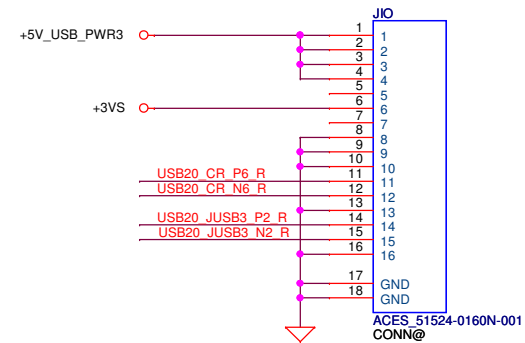 JIO
+5V_USB_PWR3
1 1
2 2
3 3
4 4
5 5
+3VS 6 6
7 7
8 8
9 9
10 10
USB20_CR_P6_R 11 11
USB20_CR_N6_R 12 12
13 13
USB20_JUSB3_P2_R 14 14
USB20_JUSB3_N2_R 15 15
16 16
17 GND
18 GND
ACES_51524-0160N-001
CONN@